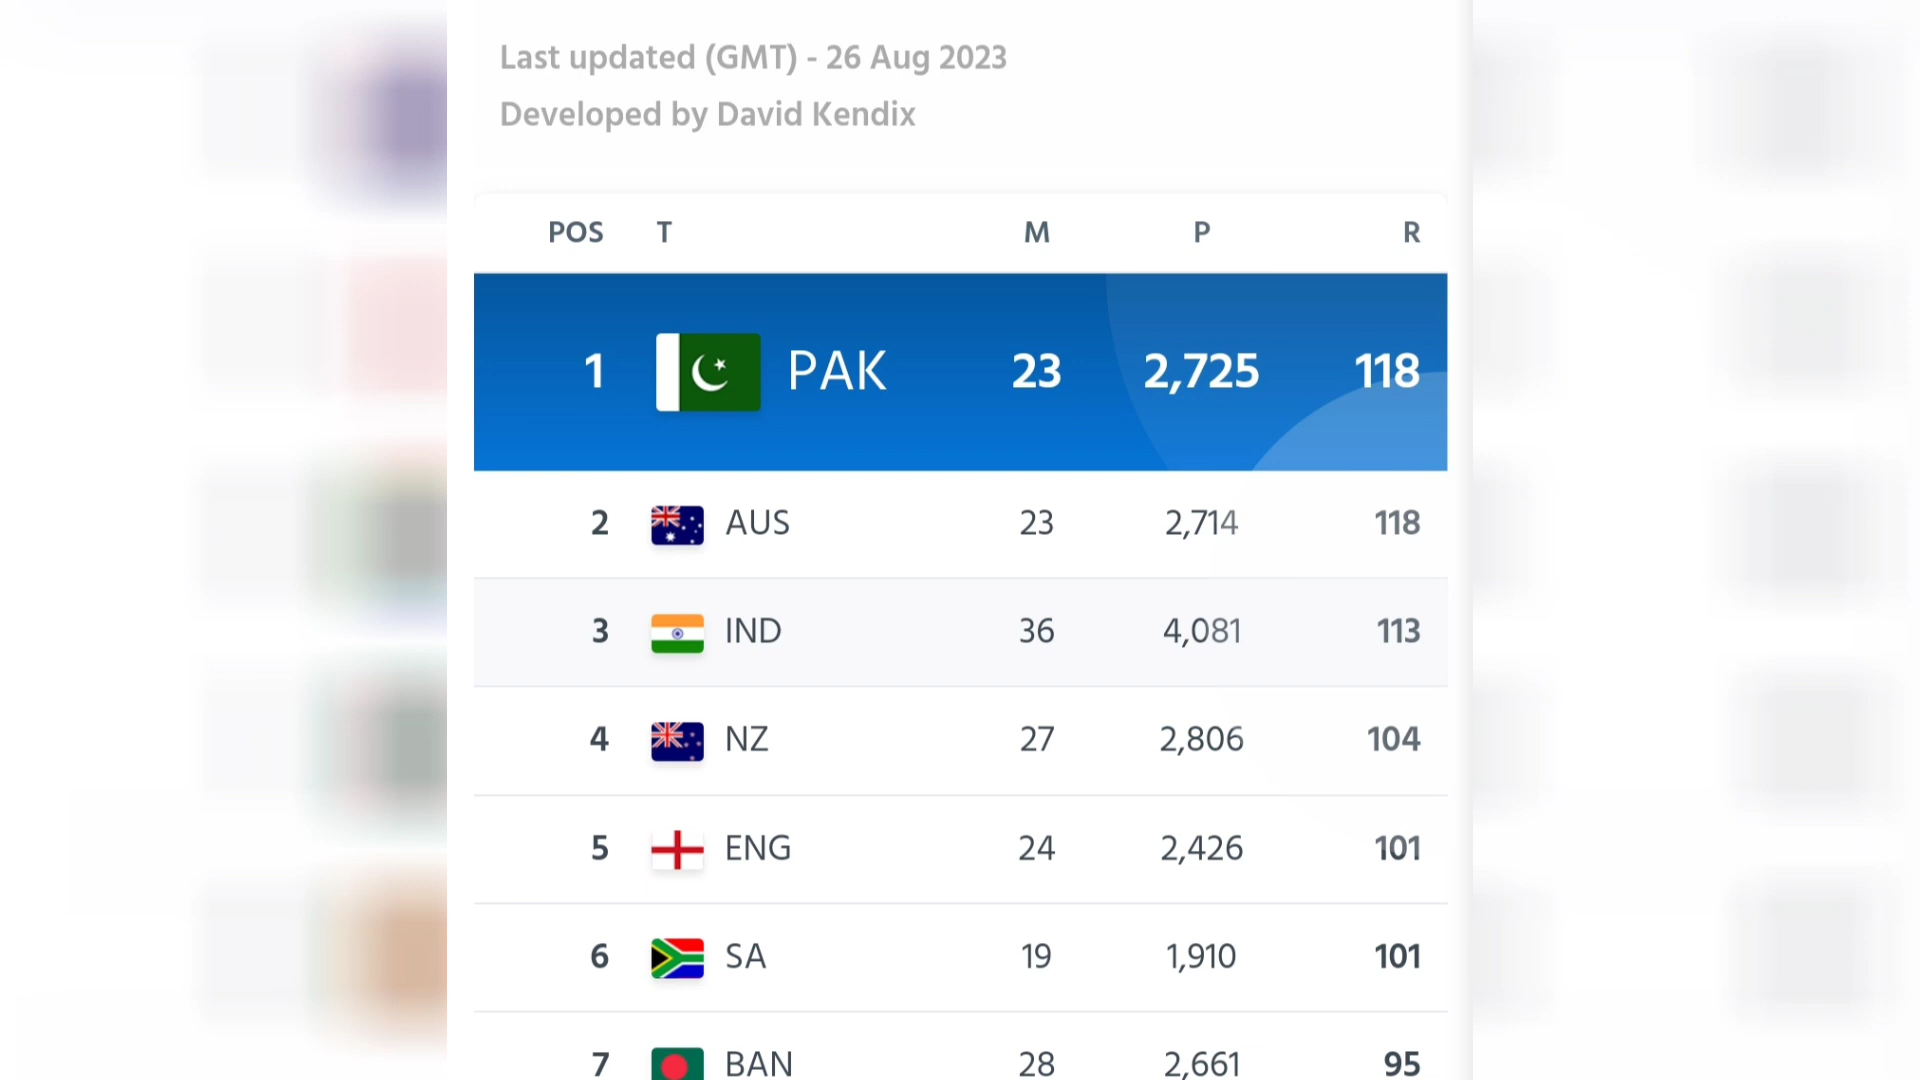 Last updated (GMT) - 26 Aug 2023
Developed by David Kendix
POS T M P R
1 PAK 23 2,725 118
2 AUS 23 2,714 118
3 IND 36 4,081 113
4 NZ 27 2,806 104
5 ENG 24 2,426 101
6 SA 19 1,910 101
7 BAN 28 2,661 95